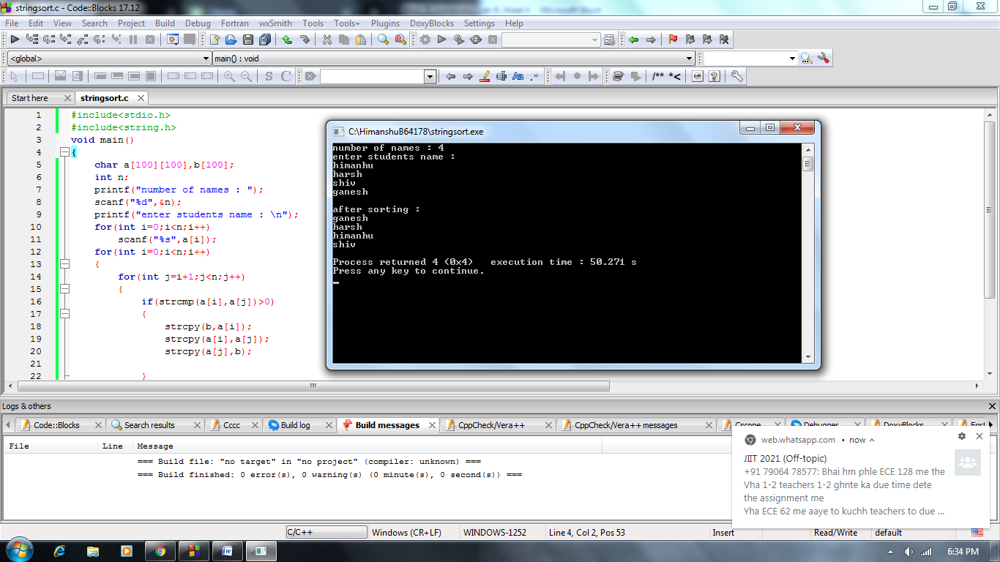 stringsort.c - Code::Blocks 17.12
File Edit View Search Project Build Debug Fortran wxSmith Tools Tools+ Plugins DoxyBlocks Settings Help
<global> main() : void
S C Aa .* /** *<
Start here stringsort.c
1 #include<stdio.h>
2 #include<string.h>
3 void main()
4 {
5 char a[100][100],b[100];
6 int n;
7 printf("number of names : ");
8 scanf("%d",&n);
9 printf("enter students name : \n");
10 for(int i=0;i<n;i++)
11 scanf("%s",a[i]);
12 for(int i=0;i<n;i++)
13 {
14 for(int j=i+1;j<n;j++)
15 {
16 if(strcmp(a[i],a[j])>0)
17 {
18 strcpy(b,a[i]);
19 strcpy(a[i],a[j]);
20 strcpy(a[j],b);
21
22 }
C:\HimanshuB64178\stringsort.exe
number of names : 4
enter students name :
himanhu
harsh
shiv
ganesh
after sorting :
ganesh
harsh
himanhu
shiv
Process returned 4 (0x4) execution time : 50.271 s
Press any key to continue.
Logs & others
Code::Blocks Search results Cccc Build log Build messages CppCheck/Vera++ CppCheck/Vera++ messages Cscope Debugger DoxyBlocks Fort
File Line Message
=== Build file: "no target" in "no project" (compiler: unknown) ===
=== Build finished: 0 error(s), 0 warning(s) (0 minute(s), 0 second(s)) ===
web.whatsapp.com • now
JIIT 2021 (Off-topic)
+91 79064 78577: Bhai hm phle ECE 128 me the
Vha 1-2 teachers 1-2 ghnte ka due time dete
the assignment me
Yha ECE 62 me aaye to kuchh teachers to due ...
C/C++ Windows (CR+LF) WINDOWS-1252 Line 4, Col 2, Pos 53 Insert Read/Write default
6:34 PM